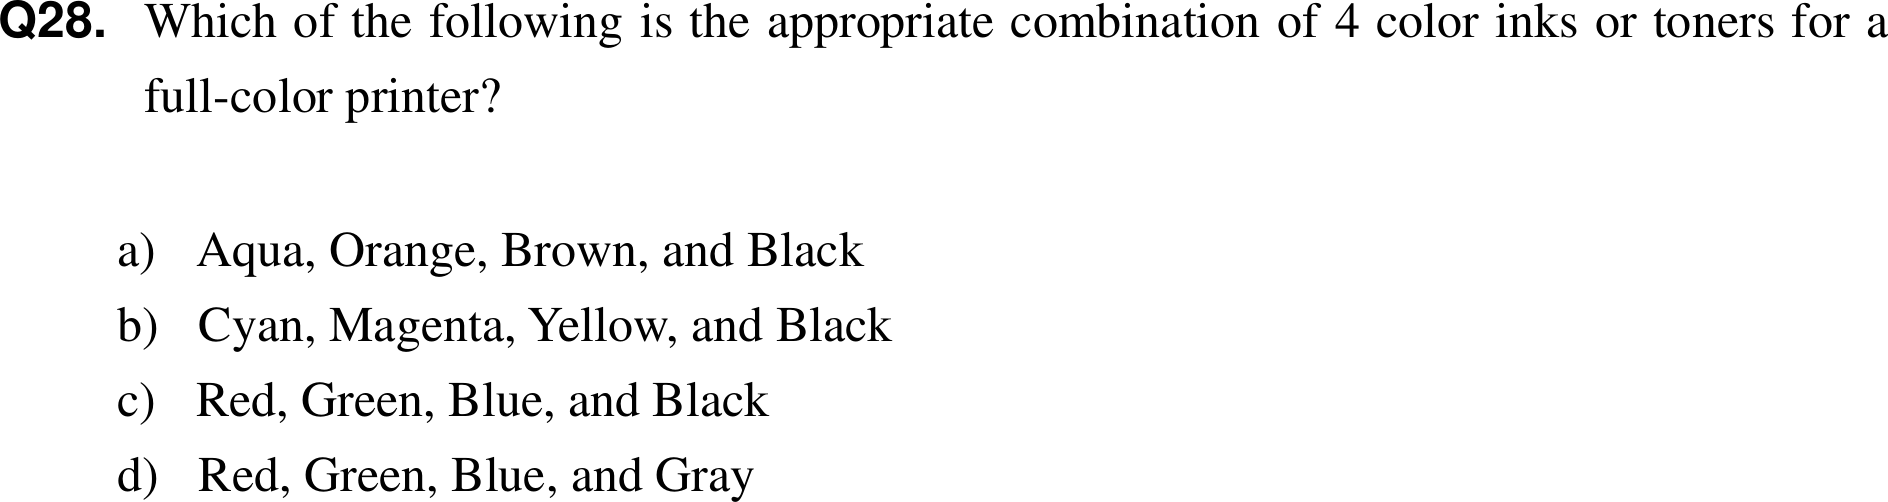 Q28. Which of the following is the appropriate combination of 4 color inks or toners for a
full-color printer?
a) Aqua, Orange, Brown, and Black
b) Cyan, Magenta, Yellow, and Black
c) Red, Green, Blue, and Black
d) Red, Green, Blue, and Gray